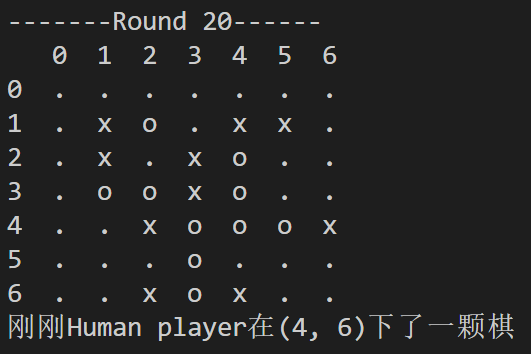 -------Round 20------
   0  1  2  3  4  5  6
0  .  .  .  .  .  .  .
1  .  x  o  .  x  x  .
2  .  x  .  x  o  .  .
3  .  o  o  x  o  .  .
4  .  .  x  o  o  o  x
5  .  .  .  o  .  .  .
6  .  .  x  o  x  .  .
刚刚Human player在(4, 6)下了一颗棋